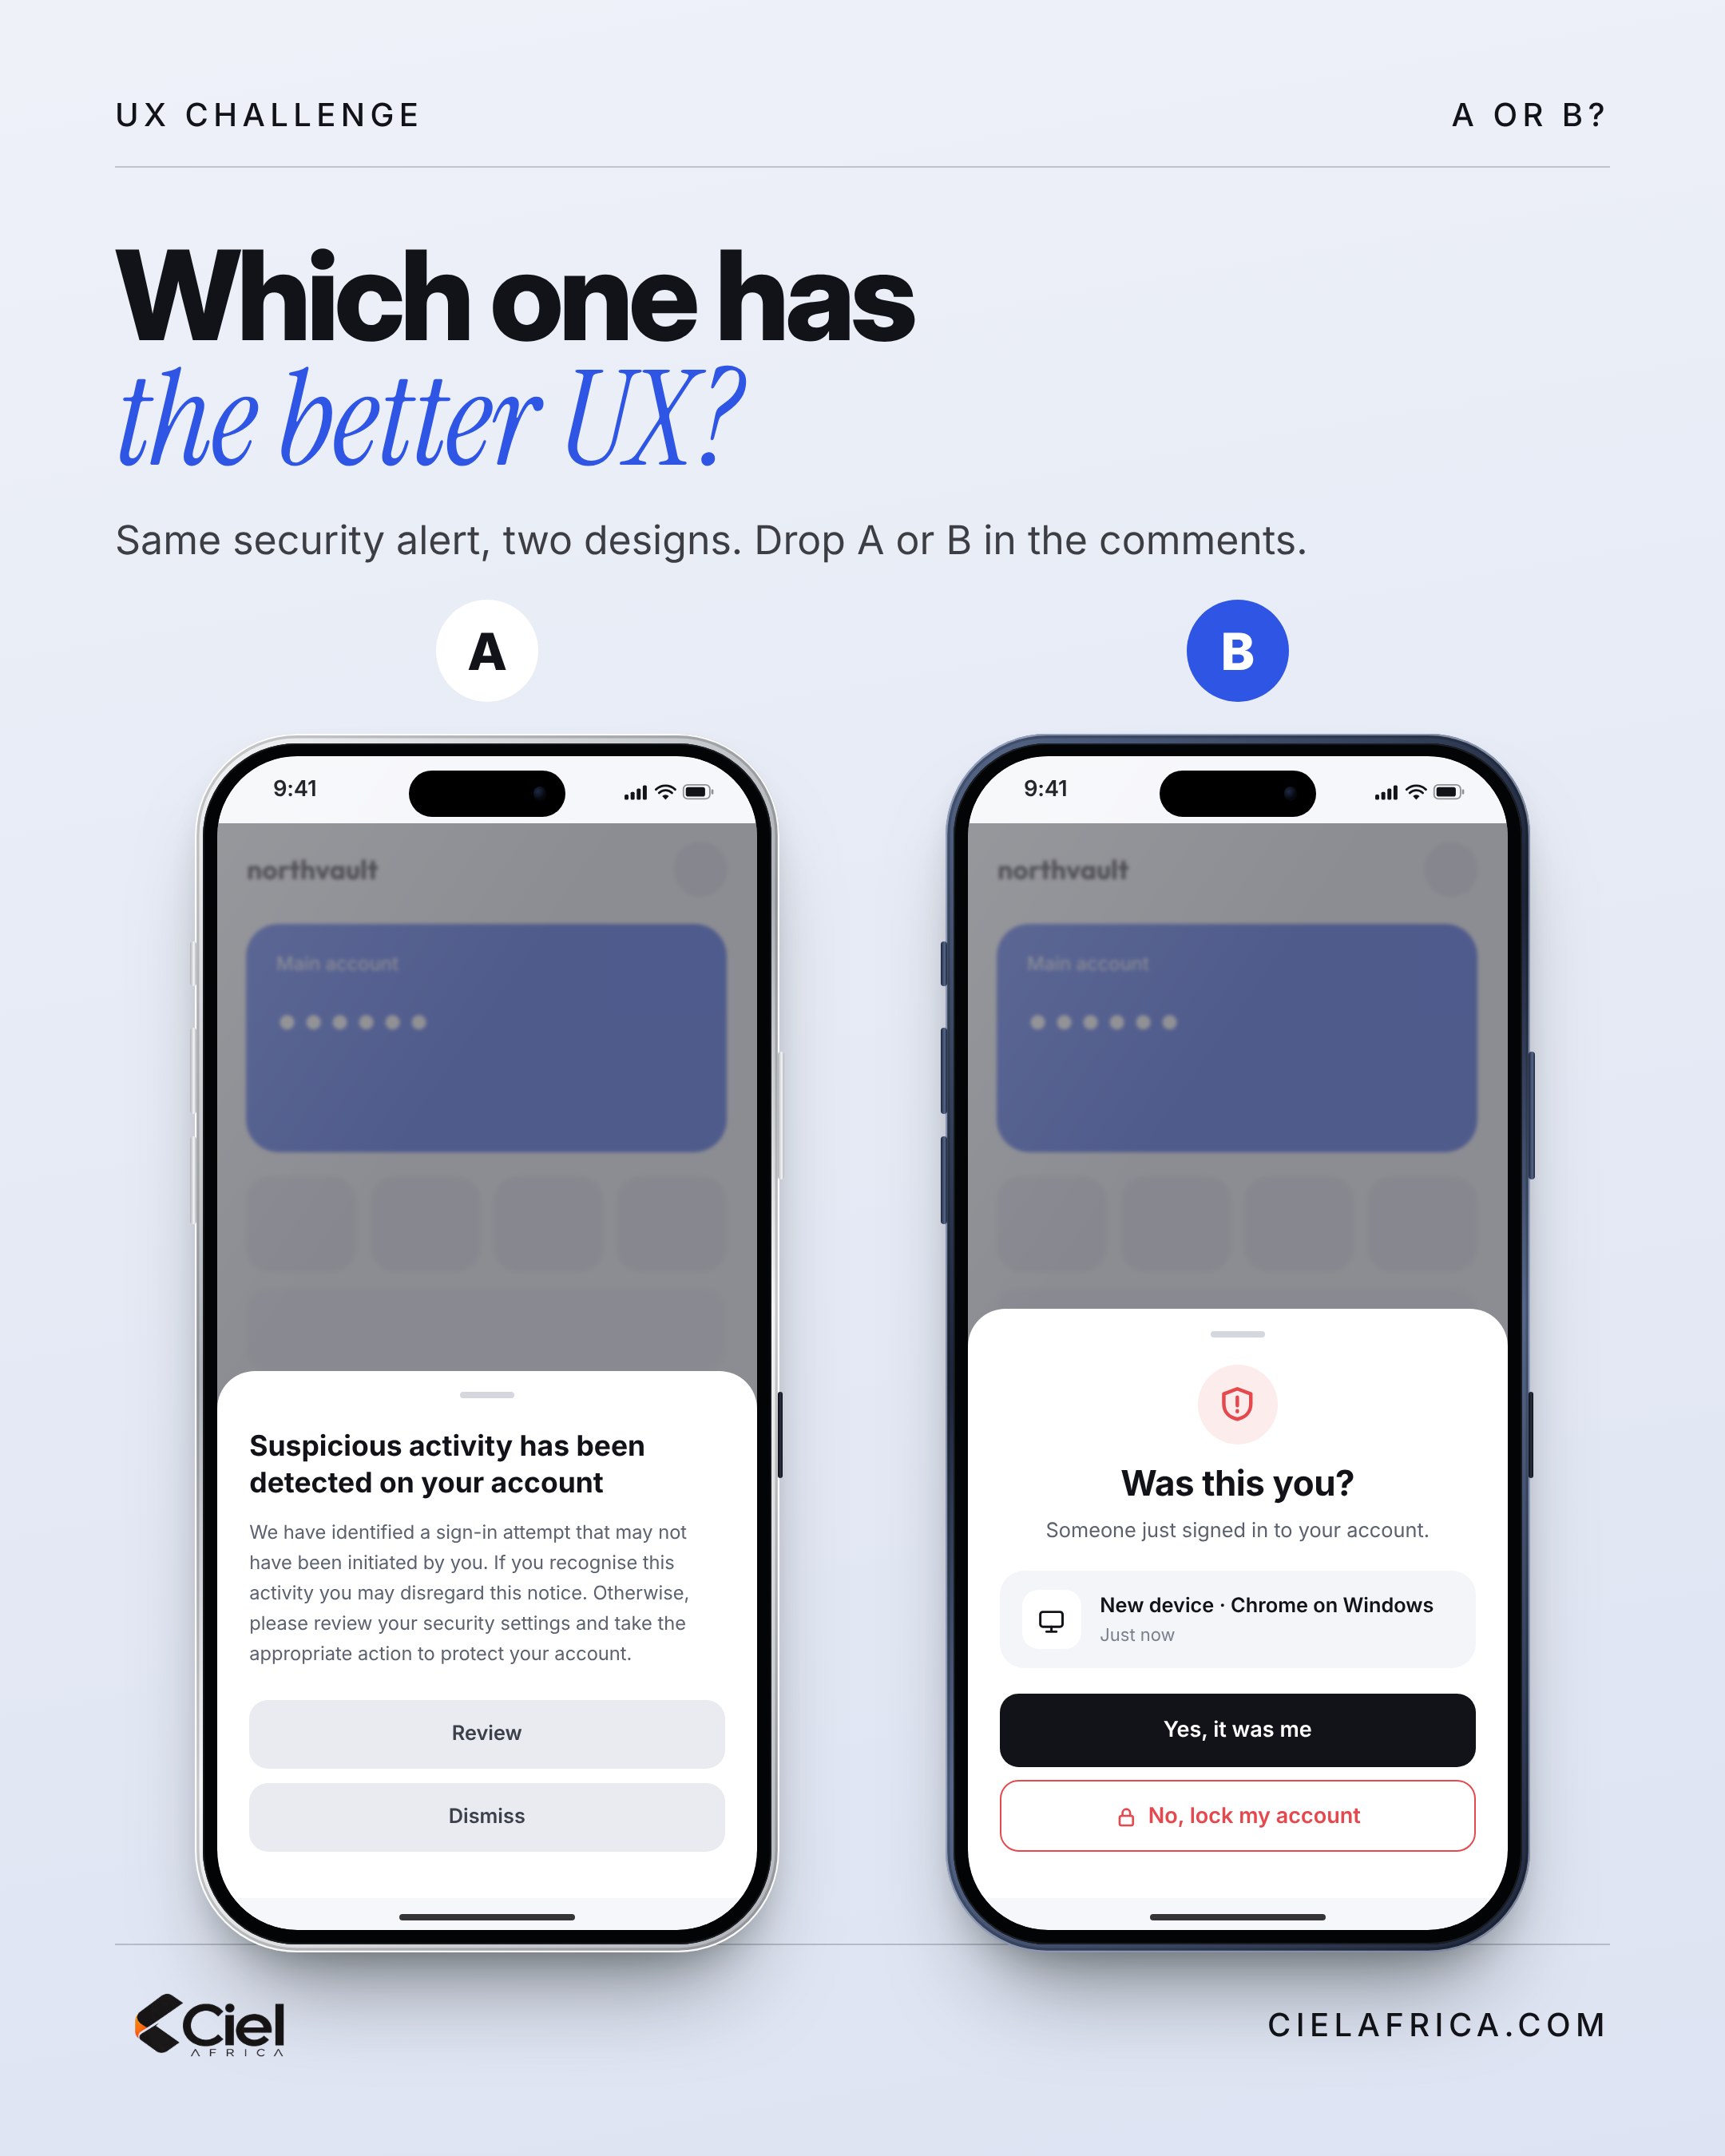 UX CHALLENGE
A OR B?
Which one has
the better UX?
Same security alert, two designs. Drop A or B in the comments.
A
9:41
northvault
Main account
Suspicious activity has been
detected on your account
We have identified a sign-in attempt that may not
have been initiated by you. If you recognise this
activity you may disregard this notice. Otherwise,
please review your security settings and take the
appropriate action to protect your account.
Review
Dismiss
B
9:41
northvault
Main account
Was this you?
Someone just signed in to your account.
New device · Chrome on Windows
Just now
Yes, it was me
No, lock my account
Ciel
AFRICA
CIELAFRICA.COM